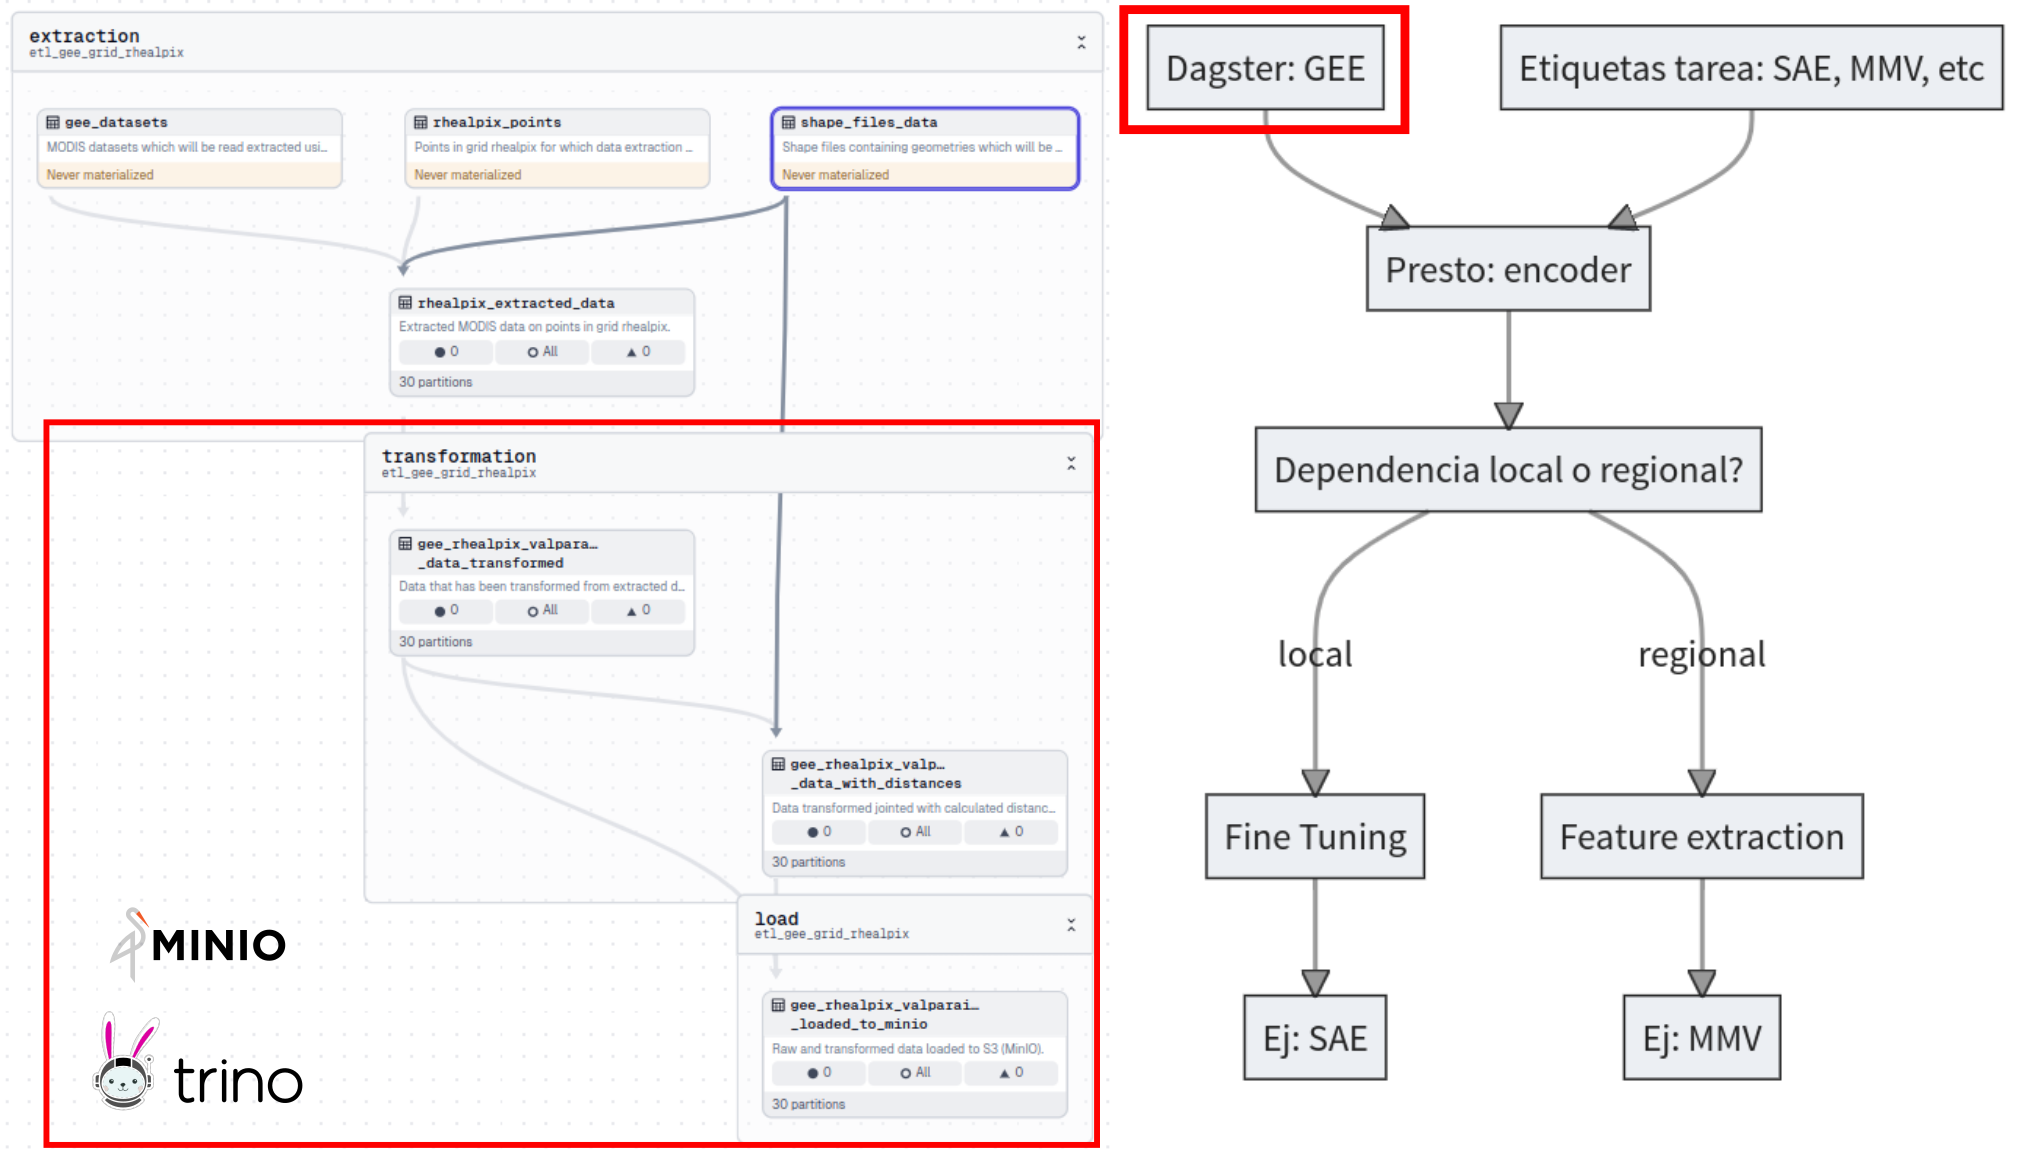 extraction
etl_gee_grid_rhealpix
gee_datasets
MODIS datasets which will be read extracted usi…
Never materialized
rhealpix_points
Points in grid rhealpix for which data extraction …
Never materialized
shape_files_data
Shape files containing geometries which will be …
Never materialized
rhealpix_extracted_data
Extracted MODIS data on points in grid rhealpix.
0 All 0
30 partitions
transformation
etl_gee_grid_rhealpix
gee_rhealpix_valpara…
_data_transformed
Data that has been transformed from extracted d…
0 All 0
30 partitions
gee_rhealpix_valp…
_data_with_distances
Data transformed jointed with calculated distanc…
0 All 0
30 partitions
load
etl_gee_grid_rhealpix
gee_rhealpix_valparai…
_loaded_to_minio
Raw and transformed data loaded to S3 (MinIO).
0 All 0
30 partitions
MINIO
trino
Dagster: GEE
Etiquetas tarea: SAE, MMV, etc
Presto: encoder
Dependencia local o regional?
local
regional
Fine Tuning
Feature extraction
Ej: SAE
Ej: MMV